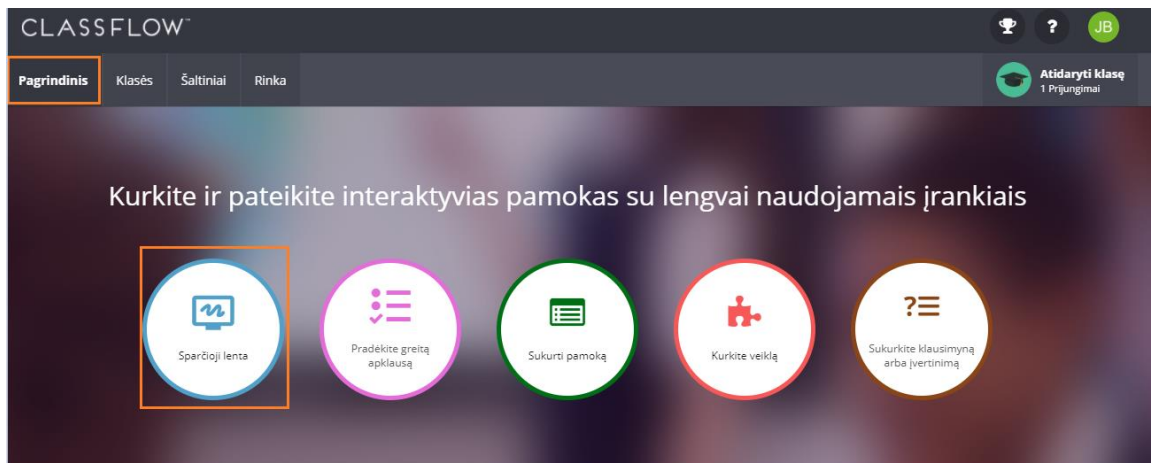 CLASSFLOW™
?
JB
Pagrindinis
Klasės
Šaltiniai
Rinka
Atidaryti klasę
1 Prijungimai
Kurkite ir pateikite interaktyvias pamokas su lengvai naudojamais įrankiais
Sparčioji lenta
Pradėkite greitą
apklausą
Sukurti pamoką
Kurkite veiklą
?
Sukurkite klausimyną
arba įvertinimą